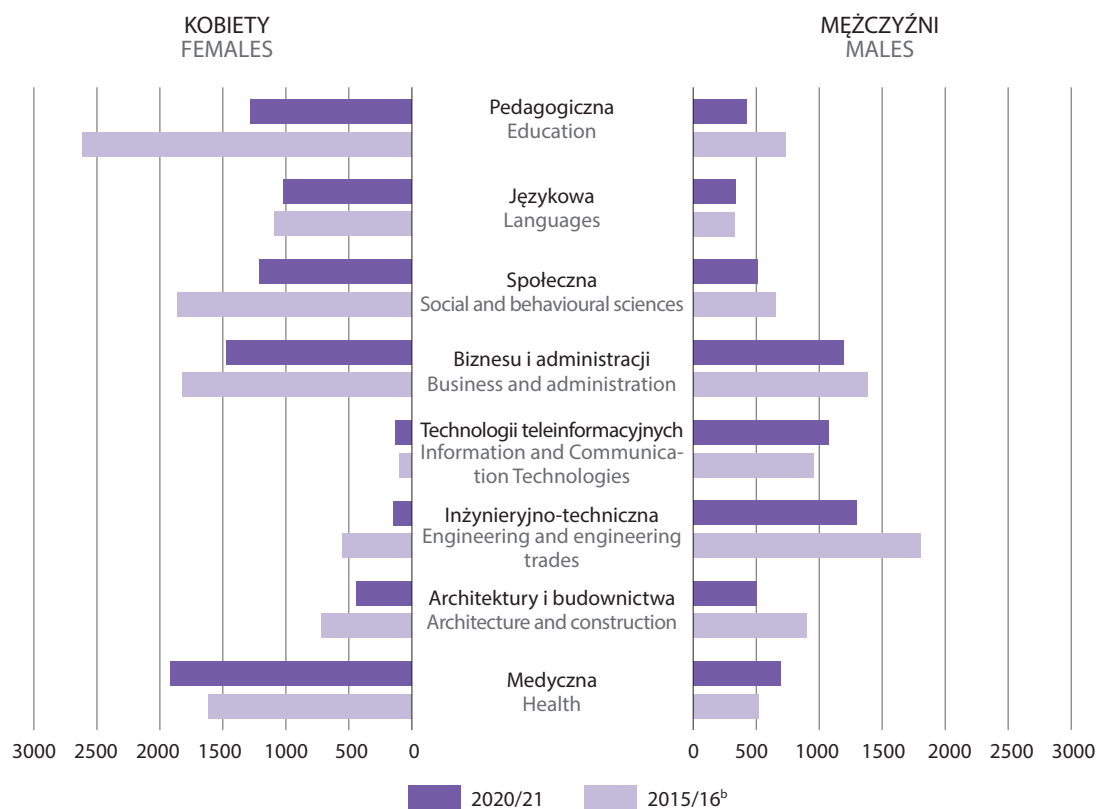 KOBIETY
FEMALES
MĘŻCZYŹNI
MALES
Pedagogiczna
Education
Językowa
Languages
Społeczna
Social and behavioural sciences
Biznesu i administracji
Business and administration
Technologii teleinformacyjnych
Information and Communica-
tion Technologies
Inżynieryjno-techniczna
Engineering and engineering
trades
Architektury i budownictwa
Architecture and construction
Medyczna
Health
3000 2500 2000 1500 1000 500 0
0 500 1000 1500 2000 2500 3000
2020/21
2015/16ᵇ